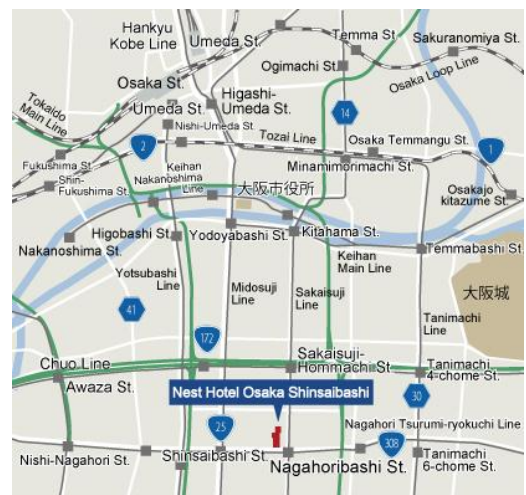 Hankyu
Kobe Line
Umeda St.
Temma St.
Sakuranomiya St.
Ogimachi St.
Osaka St.
Osaka Loop Line
Tokaido
Main Line
Umeda St.
Higashi-
Umeda St.
14
Nishi-Umeda St.
Tozai Line
Osaka Temmangu St.
1
2
Fukushima St.
Keihan
Nakanoshima
Line
Minamimorimachi St.
Shin-
Fukushima St.
大阪市役所
Osakajo
kitazume St.
Higobashi St.
Yodoyabashi St.
Kitahama St.
Nakanoshima St.
Temmabashi St.
Yotsubashi
Line
Midosuji
Line
Sakaisuji
Line
Keihan
Main Line
Tanimachi
Line
大阪城
41
172
Chuo Line
Sakaisuji-
Hommachi St.
Awaza St.
Tanimachi
4-chome St.
Nest Hotel Osaka Shinsaibashi
30
25
Nagahori Tsurumi-ryokuchi Line
308
Nishi-Nagahori St.
Shinsaibashi St.
Nagahoribashi St.
Tanimachi
6-chome St.